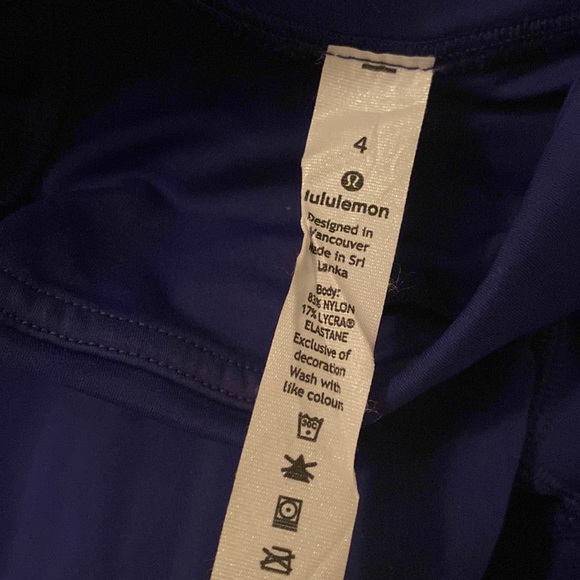 4
lululemon
Designed in
Vancouver
Made in Sri
Lanka
Body:
83% NYLON
17% LYCRA®
ELASTANE
Exclusive of
decoration
Wash with
like colours
30C